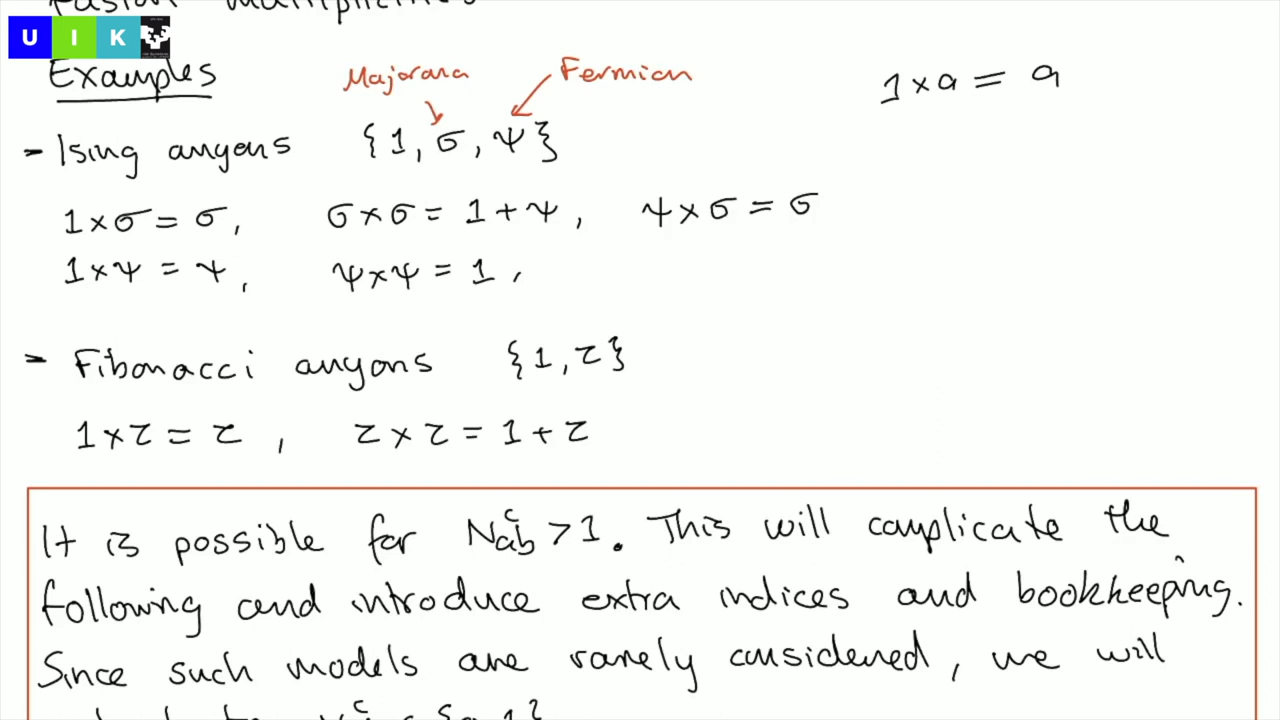 Fusion multiplicities
U I K
Examples
Majorana
Fermion
1 × a = a
- Ising anyons {1, σ, ψ}
1×σ = σ, σ×σ = 1+ψ, ψ×σ = σ
1×ψ = ψ, ψ×ψ = 1,
- Fibonacci anyons {1, τ}
1×τ = τ, τ×τ = 1+τ
It is possible for N_ab^c > 1. This will complicate the
following and introduce extra indices and bookkeeping.
Since such models are rarely considered, we will